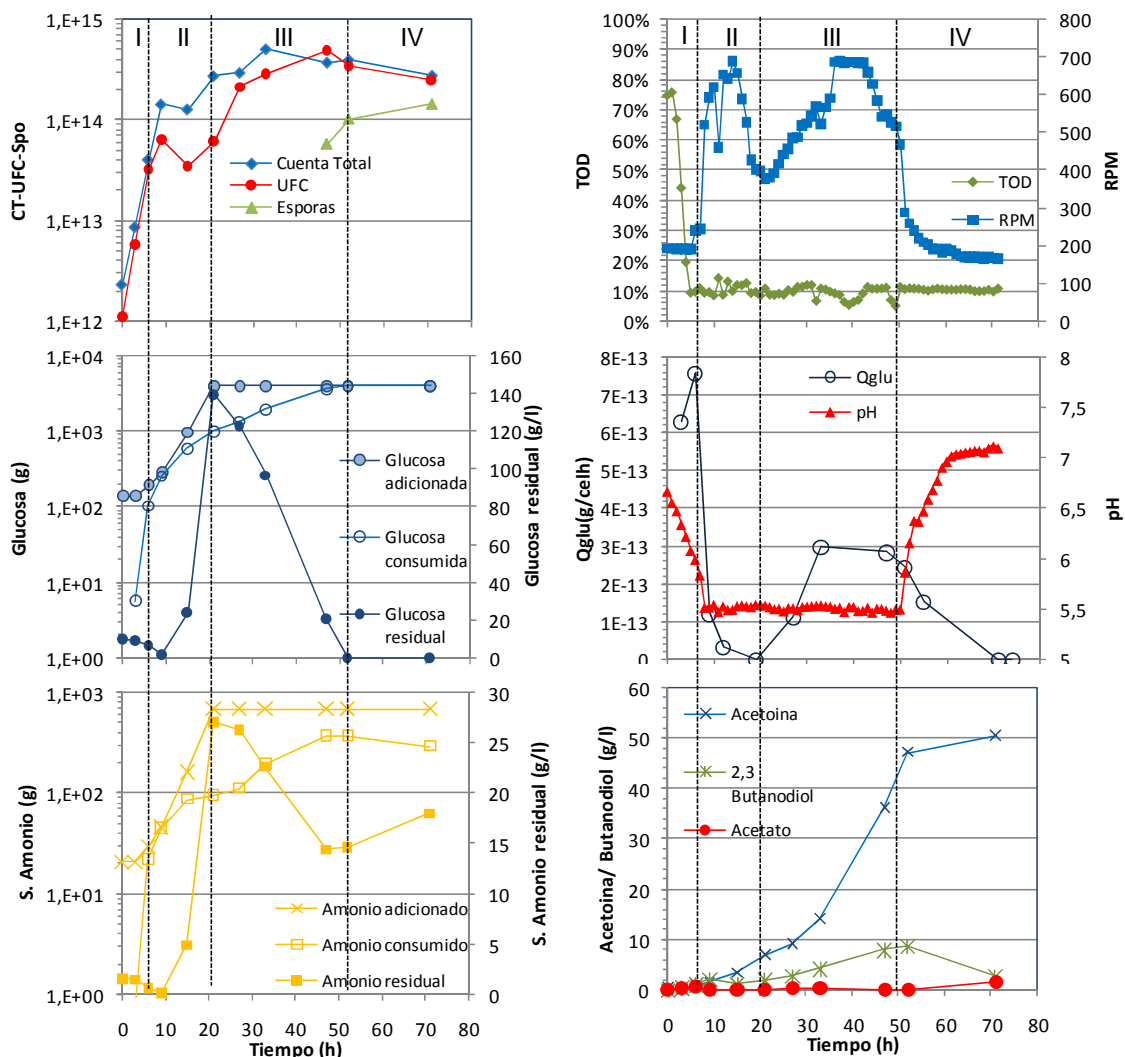 1,E+15
1,E+14
1,E+13
1,E+12
CT-UFC-Spo
I
II
III
IV
Cuenta Total
UFC
Esporas
100%
90%
80%
70%
60%
50%
40%
30%
20%
10%
0%
TOD
I
II
III
IV
TOD
RPM
800
700
600
500
400
300
200
100
0
RPM
1,E+04
1,E+03
1,E+02
1,E+01
1,E+00
Glucosa (g)
Glucosa
adicionada
Glucosa
consumida
Glucosa
residual
160
140
120
100
80
60
40
20
0
Glucosa residual (g/l)
8E-13
7E-13
6E-13
5E-13
4E-13
3E-13
2E-13
1E-13
0
Qglu(g/celh)
Qglu
pH
8
7,5
7
6,5
6
5,5
5
pH
1,E+03
1,E+02
1,E+01
1,E+00
S. Amonio (g)
Amonio adicionado
Amonio consumido
Amonio residual
30
25
20
15
10
5
0
S. Amonio residual (g/l)
0 10 20 30 40 50 60 70 80
Tiempo (h)
60
50
40
30
20
10
0
Acetoina/ Butanodiol (g/l)
Acetoina
2,3
Butanodiol
Acetato
0 10 20 30 40 50 60 70 80
Tiempo (h)